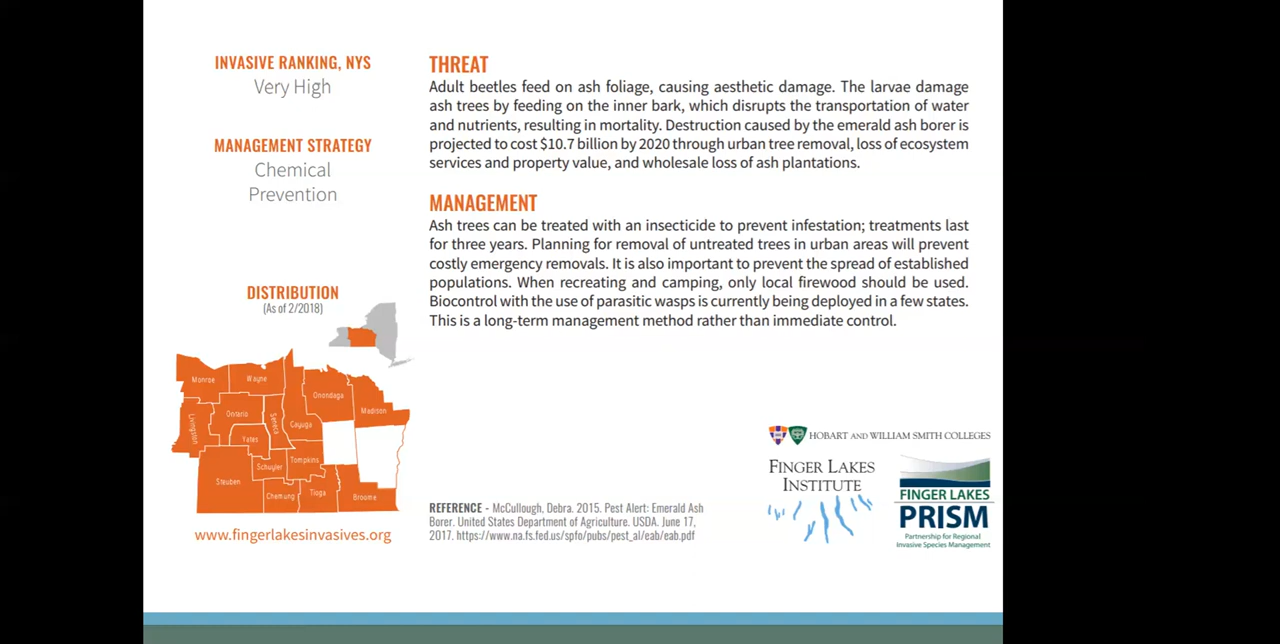 INVASIVE RANKING, NYS
Very High
MANAGEMENT STRATEGY
Chemical
Prevention
DISTRIBUTION
(As of 2/2018)
Monroe
Wayne
Onondaga
Madison
Livingston
Ontario
Seneca
Cayuga
Yates
Schuyler
Tompkins
Steuben
Chemung
Tioga
Broome
www.fingerlakesinvasives.org
THREAT
Adult beetles feed on ash foliage, causing aesthetic damage. The larvae damage
ash trees by feeding on the inner bark, which disrupts the transportation of water
and nutrients, resulting in mortality. Destruction caused by the emerald ash borer is
projected to cost $10.7 billion by 2020 through urban tree removal, loss of ecosystem
services and property value, and wholesale loss of ash plantations.
MANAGEMENT
Ash trees can be treated with an insecticide to prevent infestation; treatments last
for three years. Planning for removal of untreated trees in urban areas will prevent
costly emergency removals. It is also important to prevent the spread of established
populations. When recreating and camping, only local firewood should be used.
Biocontrol with the use of parasitic wasps is currently being deployed in a few states.
This is a long-term management method rather than immediate control.
REFERENCE - McCullough, Debra. 2015. Pest Alert: Emerald Ash
Borer. United States Department of Agriculture. USDA. June 17,
2017. https://www.na.fs.fed.us/spfo/pubs/pest_al/eab/eab.pdf
HOBART AND WILLIAM SMITH COLLEGES
FINGER LAKES
INSTITUTE
FINGER LAKES
PRISM
Partnership for Regional
Invasive Species Management